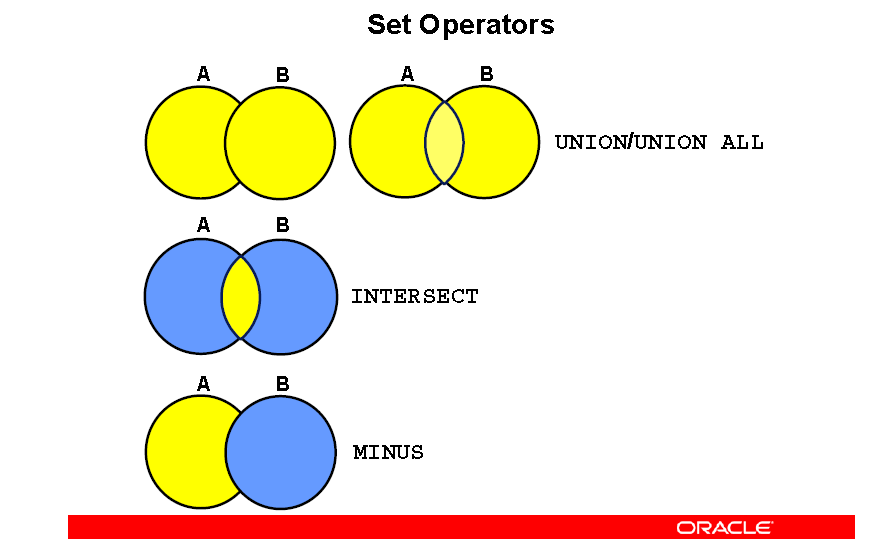 Set Operators
A B A B
UNION/UNION ALL
A B
INTERSECT
A B
MINUS
ORACLE